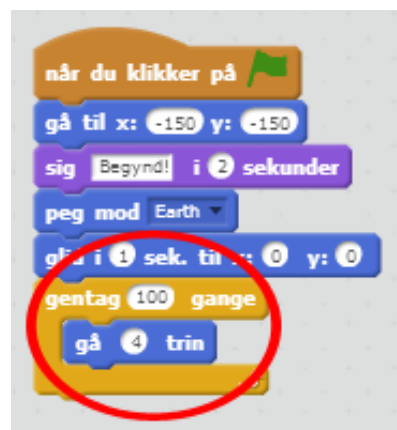 når du klikker på
gå til x: -150 y: -150
sig Begynd! i 2 sekunder
peg mod Earth
glid i 1 sek. til x: 0 y: 0
gentag 100 gange
gå 4 trin